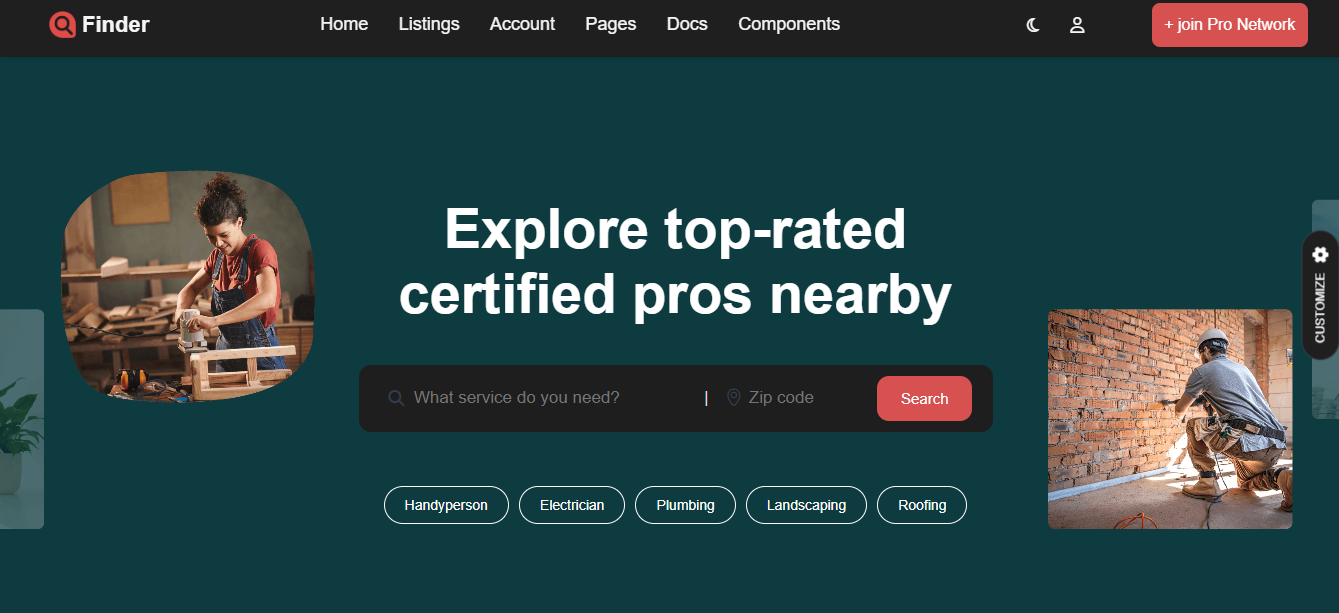 Finder
Home Listings Account Pages Docs Components
+ join Pro Network
Explore top-rated
certified pros nearby
CUSTOMIZE
What service do you need? | Zip code Search
Handyperson Electrician Plumbing Landscaping Roofing